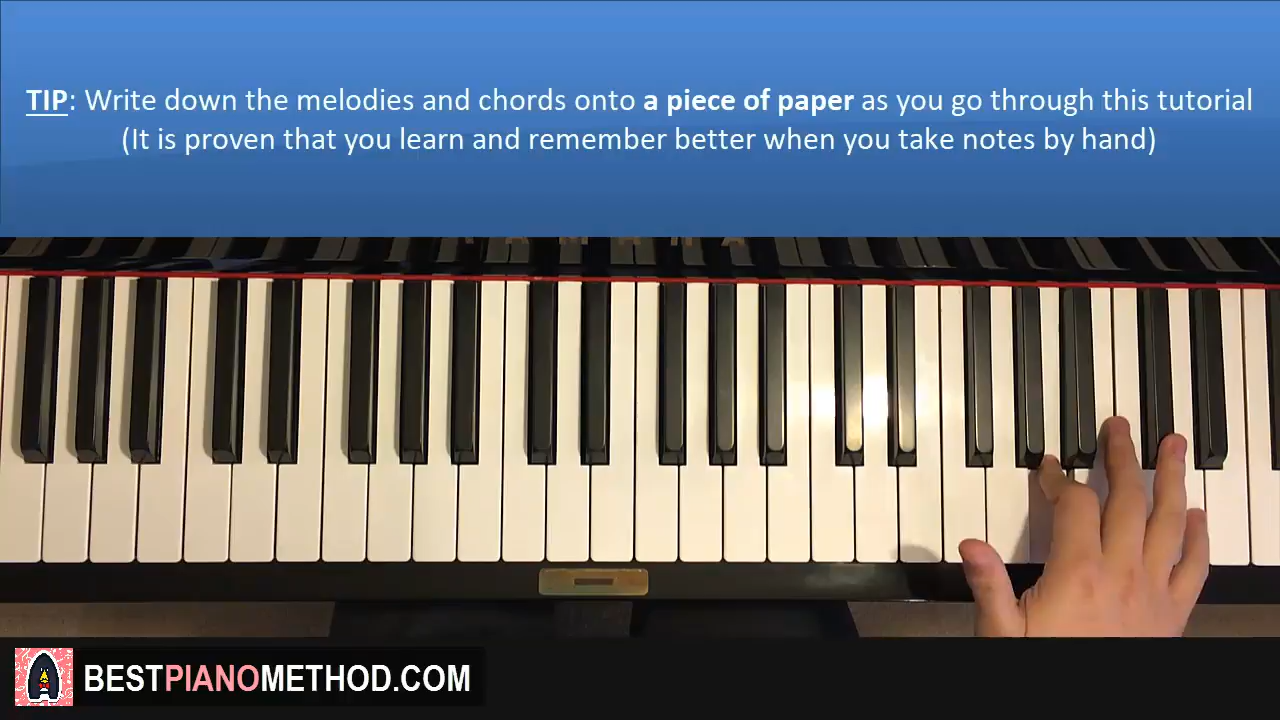 TIP: Write down the melodies and chords onto a piece of paper as you go through this tutorial
(It is proven that you learn and remember better when you take notes by hand)
BESTPIANOMETHOD.COM